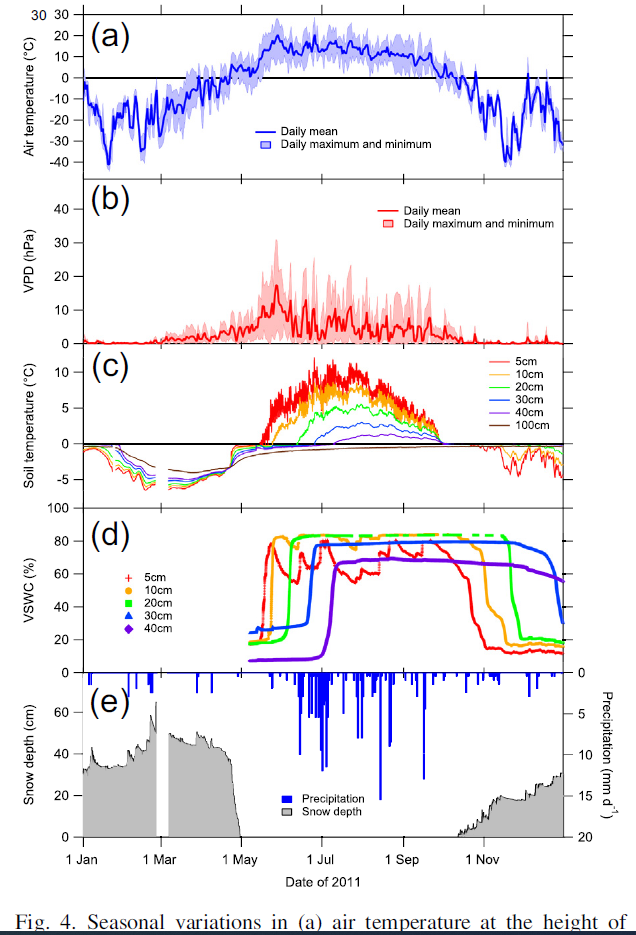 30 30
(a)
20
10
0
-10
-20
-30
-40
Air temperature (°C)
Daily mean
Daily maximum and minimum
(b)
40
30
20
10
0
VPD (hPa)
Daily mean
Daily maximum and minimum
(c)
10
5
0
-5
Soil temperature (°C)
5cm
10cm
20cm
30cm
40cm
100cm
(d)
100
80
60
40
20
VSWC (%)
5cm
10cm
20cm
30cm
40cm
(e)
60
40
20
0
Snow depth (cm)
0
5
10
15
20
Precipitation (mm d-1)
Precipitation
Snow depth
1 Jan 1 Mar 1 May 1 Jul 1 Sep 1 Nov
Date of 2011
Fig. 4. Seasonal variations in (a) air temperature at the height of